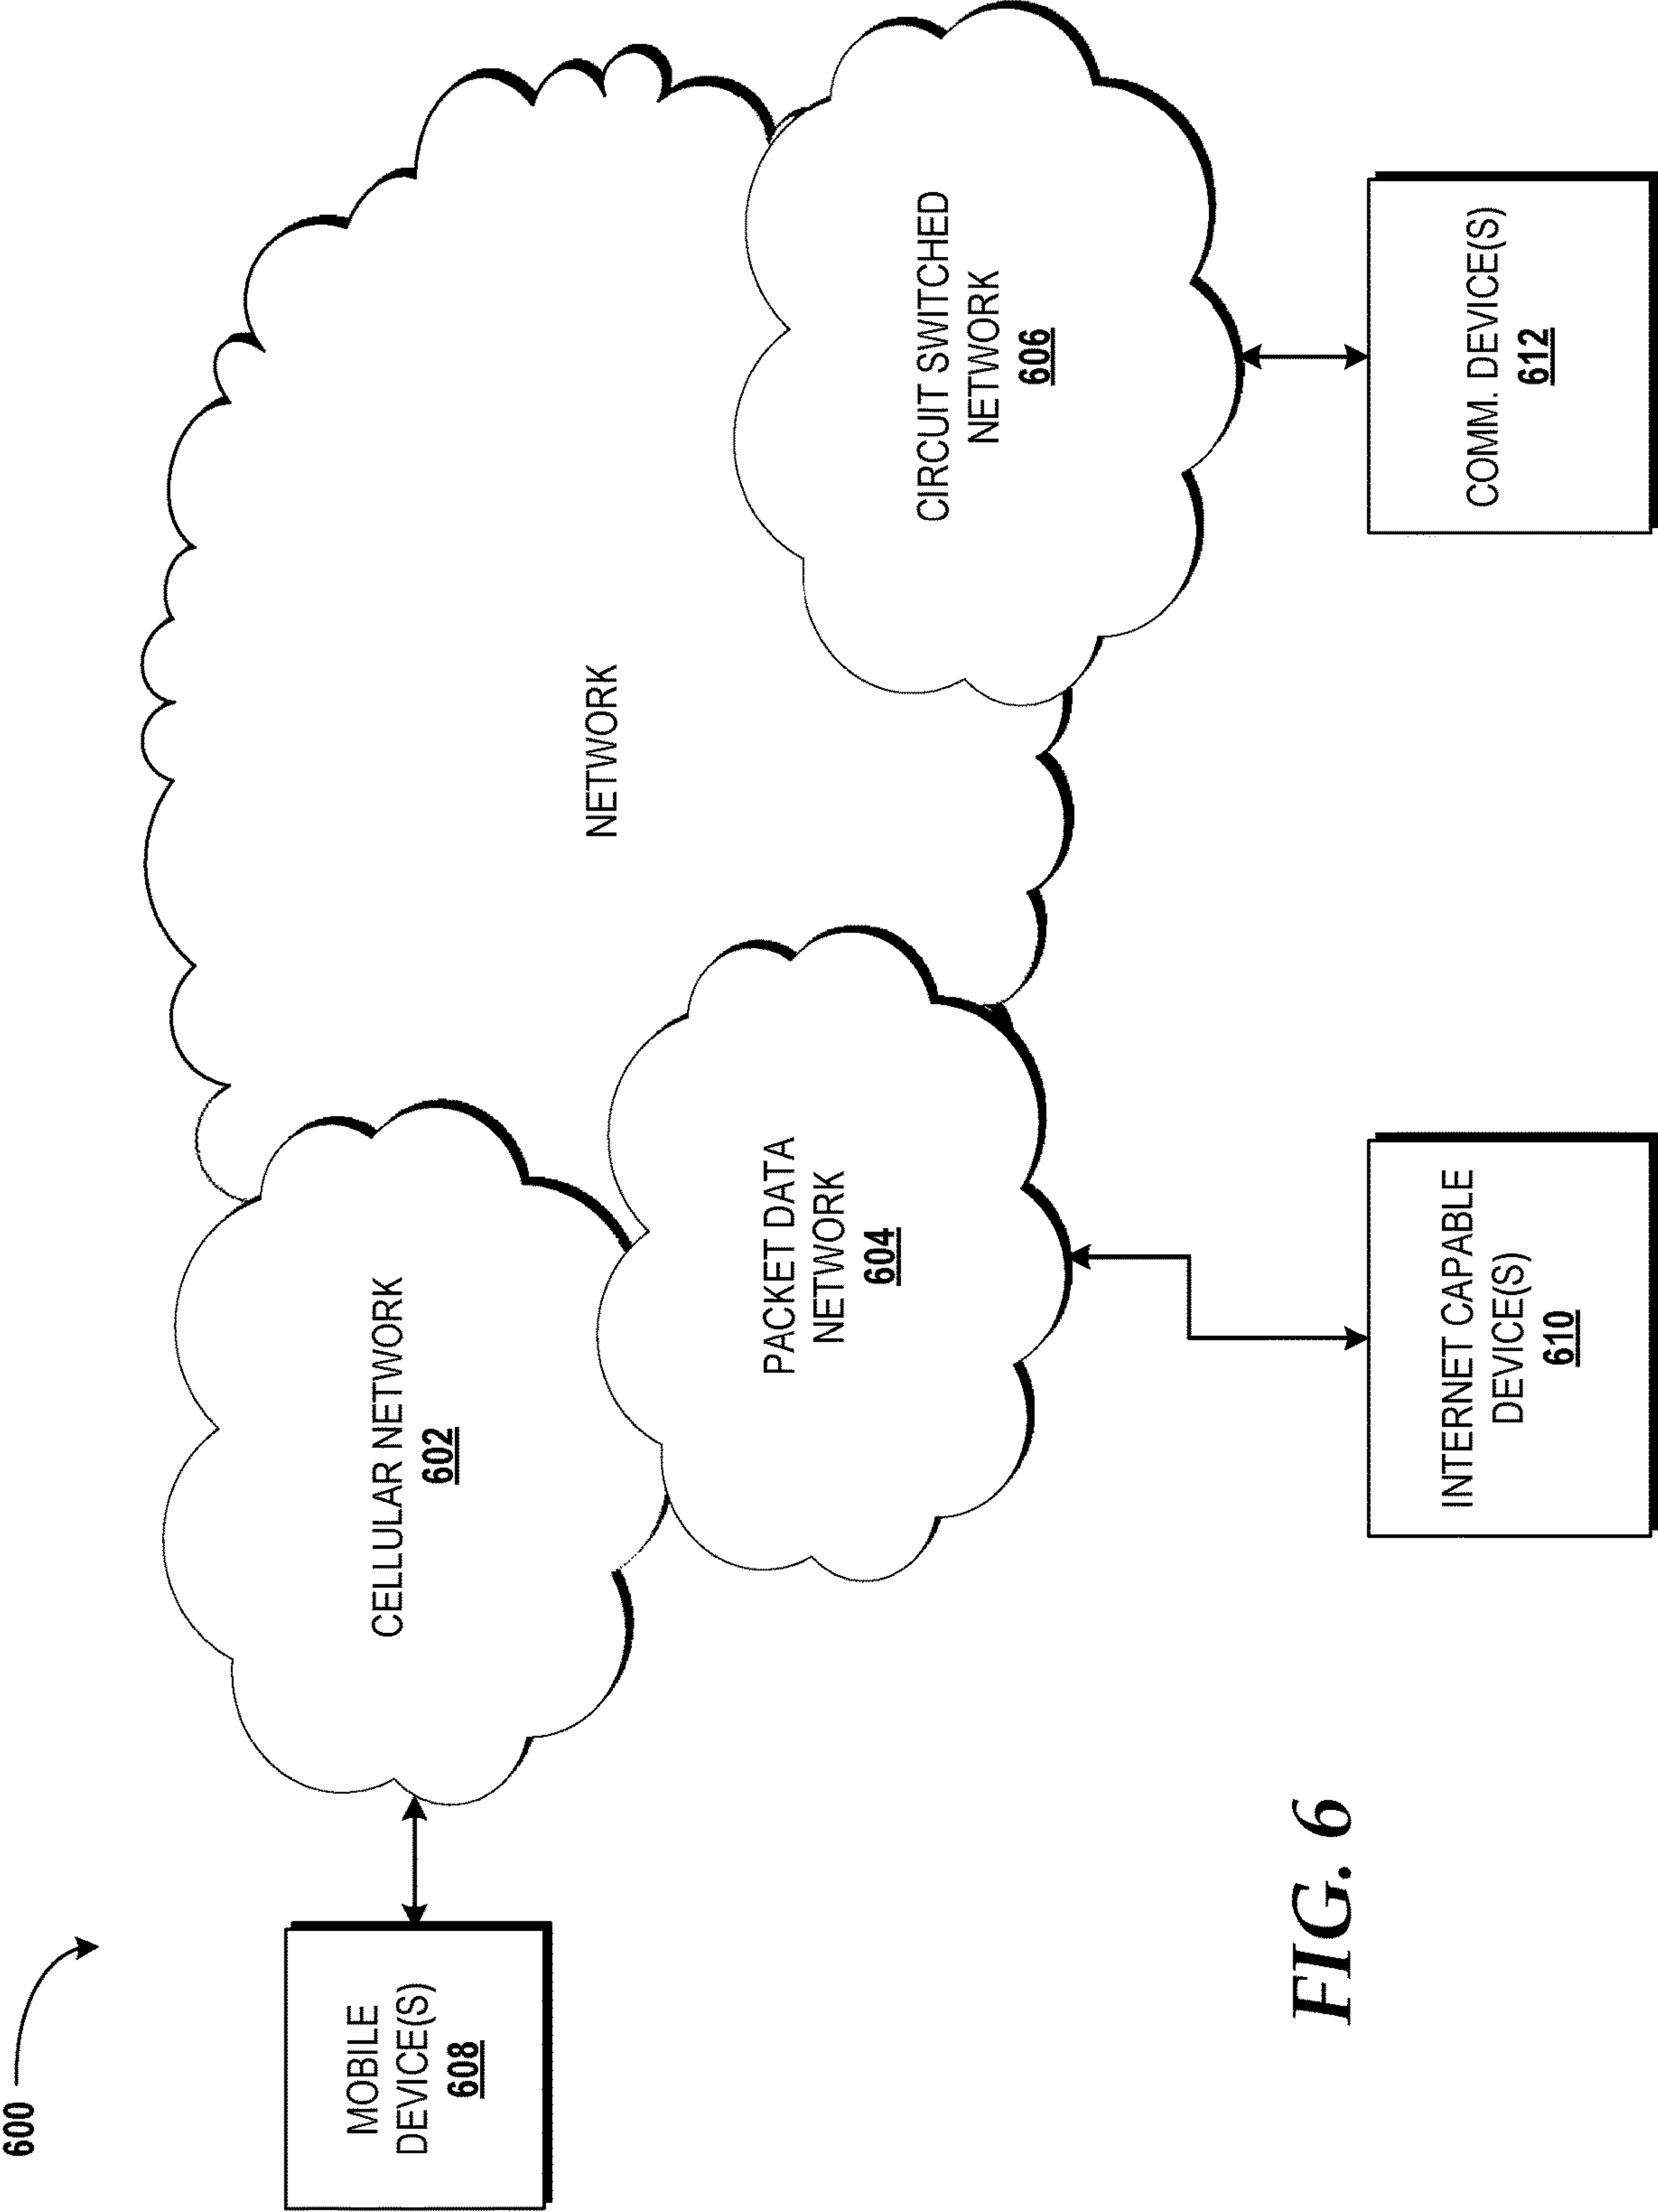 600
MOBILE
DEVICE(S)
608
CELLULAR NETWORK
602
PACKET DATA
NETWORK
604
NETWORK
CIRCUIT SWITCHED
NETWORK
606
INTERNET CAPABLE
DEVICE(S)
610
COMM. DEVICE(S)
612
FIG. 6